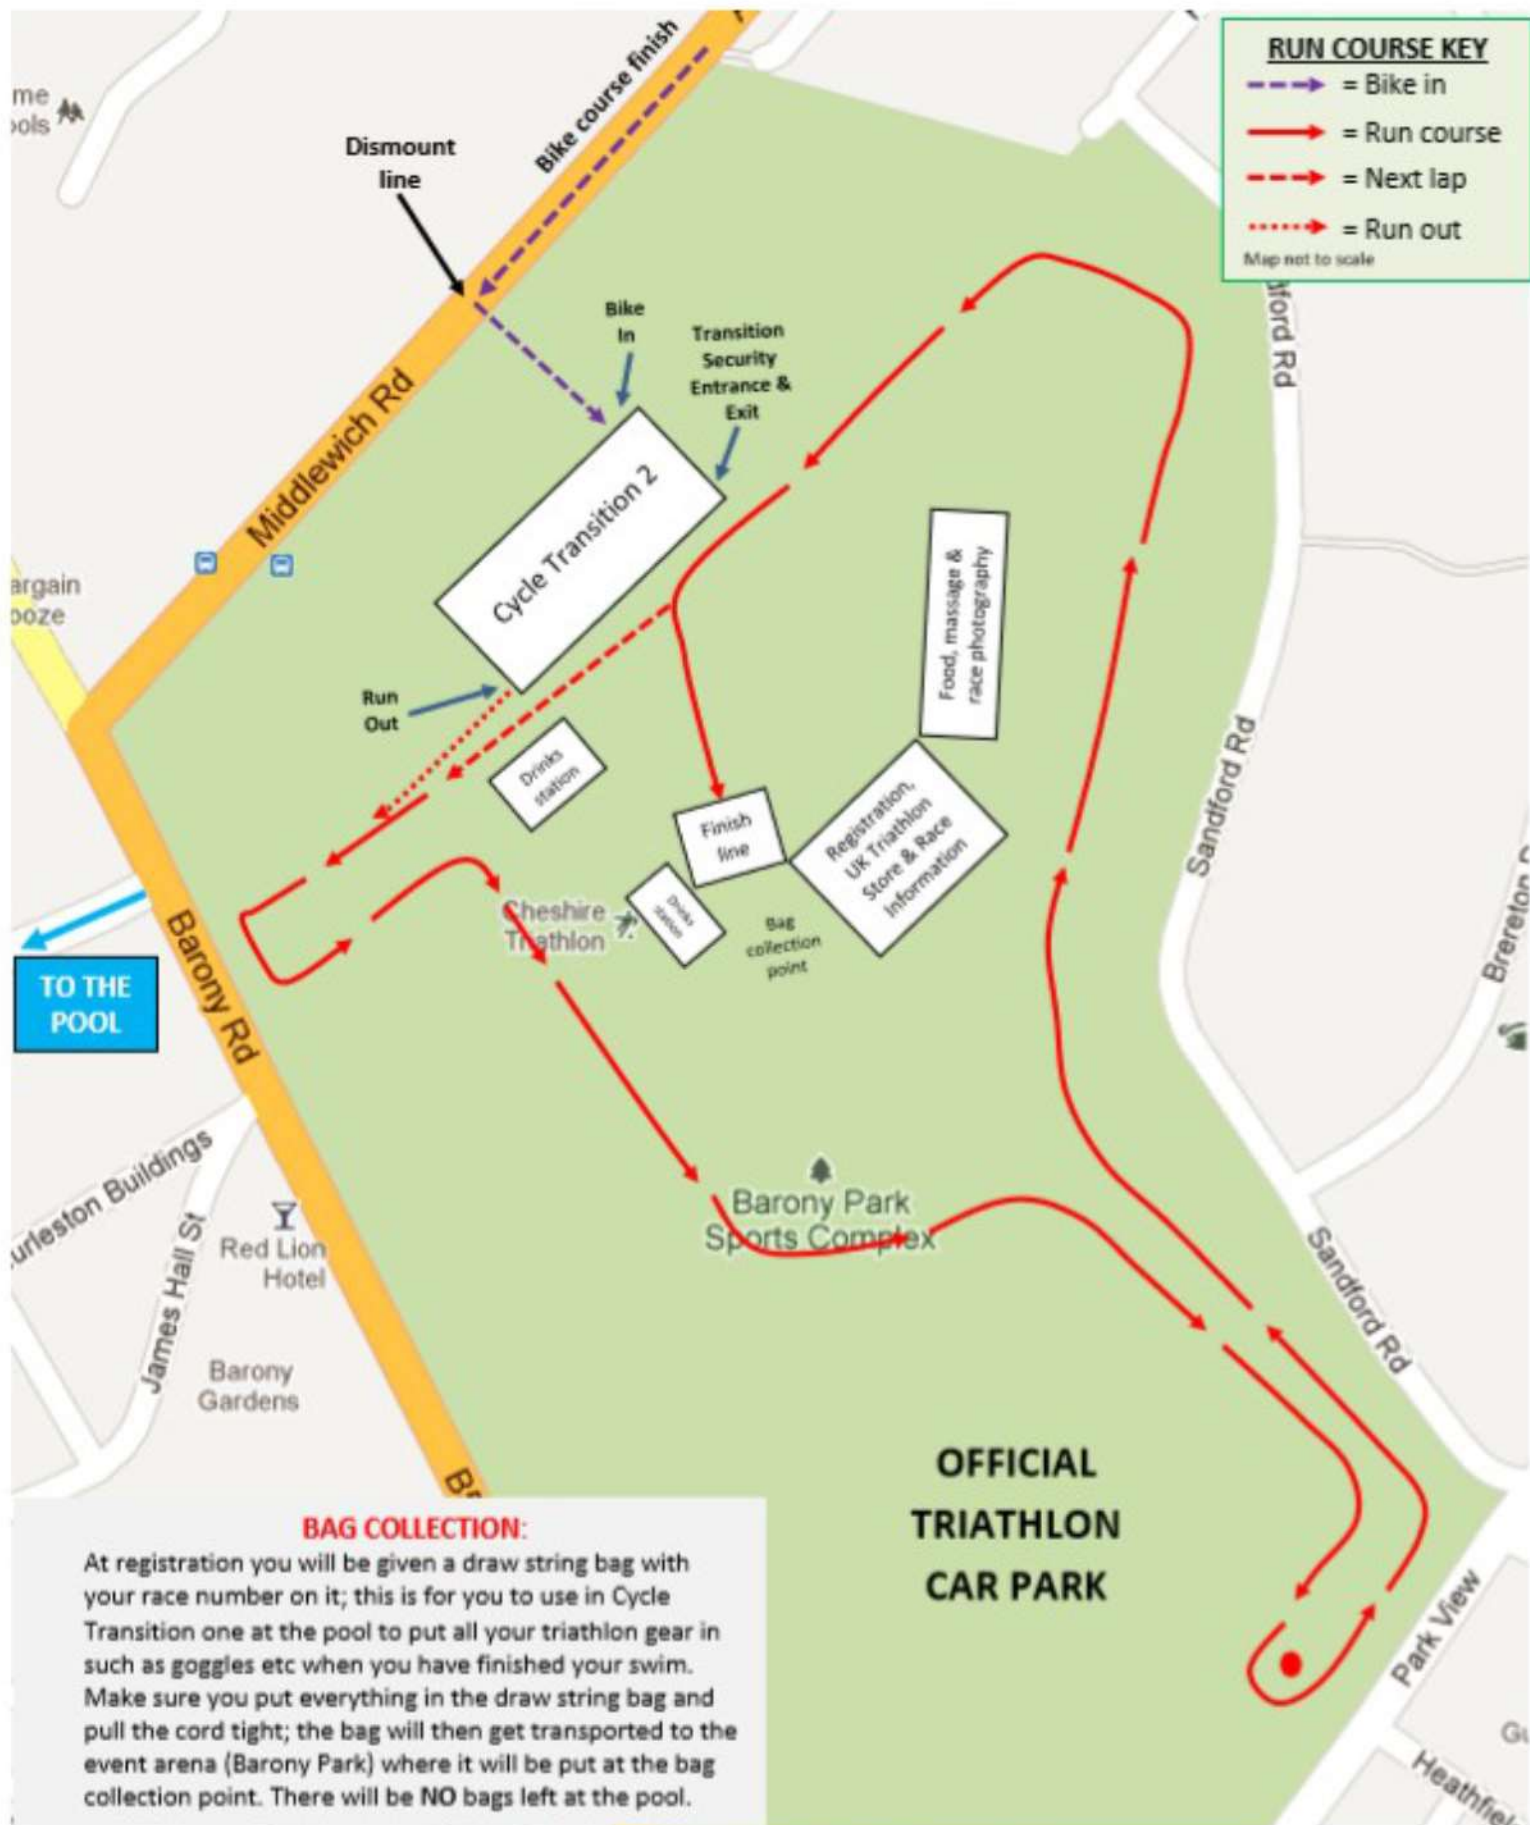 RUN COURSE KEY
= Bike in
= Run course
= Next lap
= Run out
Map not to scale
Bike course finish
Dismount
line
Bike
In
Transition
Security
Entrance &
Exit
Middlewich Rd
Cycle Transition 2
Food, massage &
race photography
Run
Out
Drinks
station
Finish
line
Registration,
UK Triathlon
Store & Race
Information
Drinks
station
Bag
collection
point
Cheshire
Triathlon
Sandford Rd
TO THE
POOL
Barony Rd
Barony Park
Sports Complex
Red Lion
Hotel
James Hall St
Barony
Gardens
Sandford Rd
Park View
OFFICIAL
TRIATHLON
CAR PARK
BAG COLLECTION:
At registration you will be given a draw string bag with
your race number on it; this is for you to use in Cycle
Transition one at the pool to put all your triathlon gear in
such as goggles etc when you have finished your swim.
Make sure you put everything in the draw string bag and
pull the cord tight; the bag will then get transported to the
event arena (Barony Park) where it will be put at the bag
collection point. There will be NO bags left at the pool.